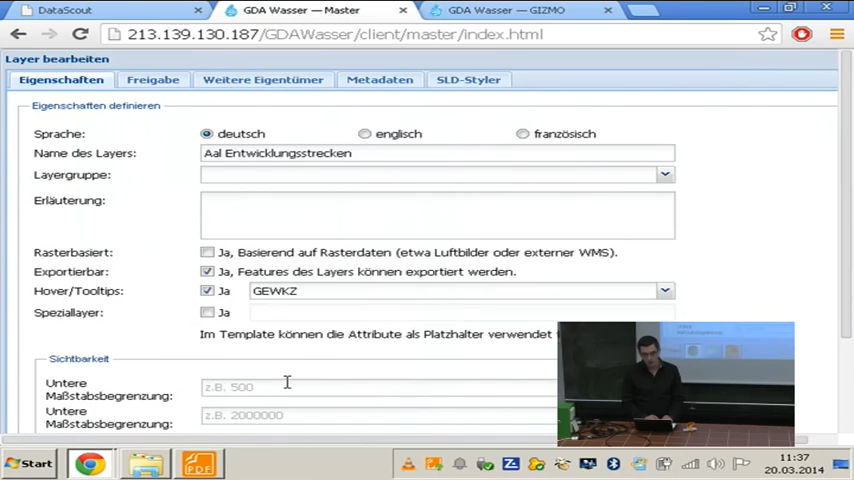 DataScout
GDA Wasser — Master
GDA Wasser — GIZMO
213.139.130.187/GDAWasser/client/master/index.html
Layer bearbeiten
Eigenschaften
Freigabe
Weitere Eigentümer
Metadaten
SLD-Styler
Eigenschaften definieren
Sprache: deutsch englisch französisch
Name des Layers: Aal Entwicklungsstrecken
Layergruppe:
Erläuterung:
Rasterbasiert: Ja, Basierend auf Rasterdaten (etwa Luftbilder oder externer WMS).
Exportierbar: Ja, Features des Layers können exportiert werden.
Hover/Tooltips: Ja GEWKZ
Speziallayer: Ja
Im Template können die Attribute als Platzhalter verwendet
Sichtbarkeit
Untere
Maßstabsbegrenzung: z.B. 500
Untere
Maßstabsbegrenzung: z.B. 2000000
Start
PDF
11:37
20.03.2014